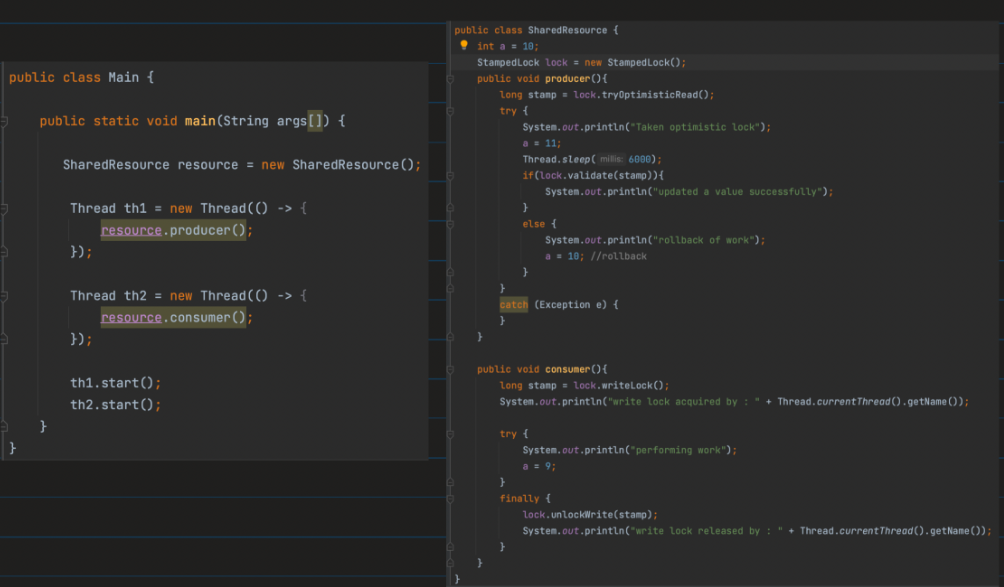 public class Main {
public static void main(String args[]) {
SharedResource resource = new SharedResource();
Thread th1 = new Thread(() -> {
resource.producer();
});
Thread th2 = new Thread(() -> {
resource.consumer();
});
th1.start();
th2.start();
}
}
public class SharedResource {
int a = 10;
StampedLock lock = new StampedLock();
public void producer(){
long stamp = lock.tryOptimisticRead();
try {
System.out.println("Taken optimistic lock");
a = 11;
Thread.sleep( millis: 6000);
if(lock.validate(stamp)){
System.out.println("updated a value successfully");
}
else {
System.out.println("rollback of work");
a = 10; //rollback
}
}
catch (Exception e) {
}
}
public void consumer(){
long stamp = lock.writeLock();
System.out.println("write lock acquired by : " + Thread.currentThread().getName());
try {
System.out.println("performing work");
a = 9;
}
finally {
lock.unlockWrite(stamp);
System.out.println("write lock released by : " + Thread.currentThread().getName());
}
}
}